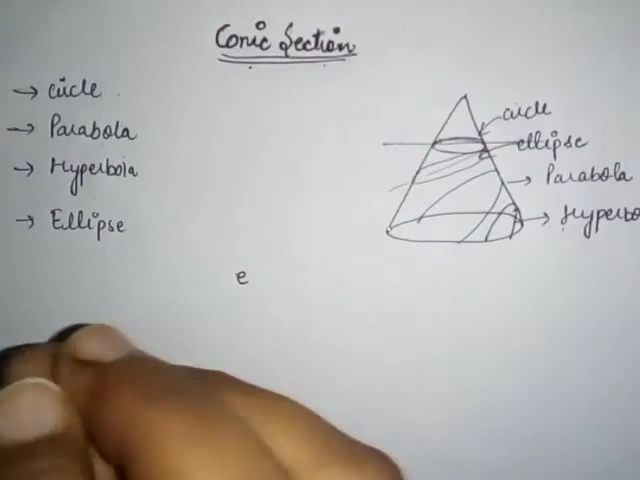 Conic Section
→ circle
→ Parabola
→ Hyperbola
→ Ellipse
circle
ellipse
→ Parabola
→ Hyperbo
e